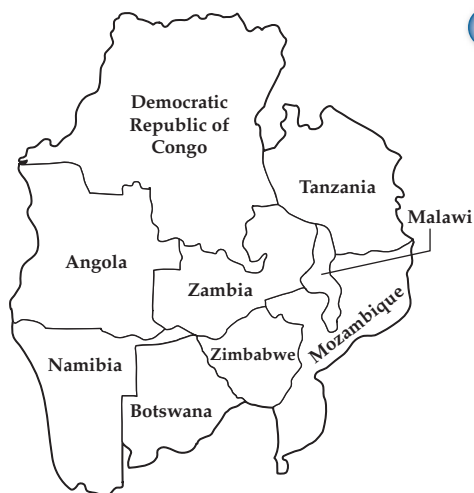 Democratic
Republic of
Congo
Tanzania
Malawi
Angola
Zambia
Mozambique
Namibia
Zimbabwe
Botswana